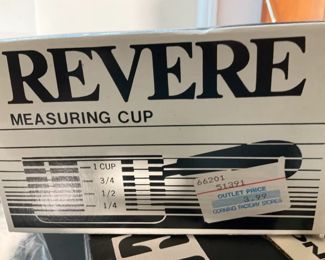 REVERE
MEASURING CUP
1 CUP
3/4
1/2
1/4
66201
51391
OUTLET PRICE
3.99
CORNING FACTORY STORES